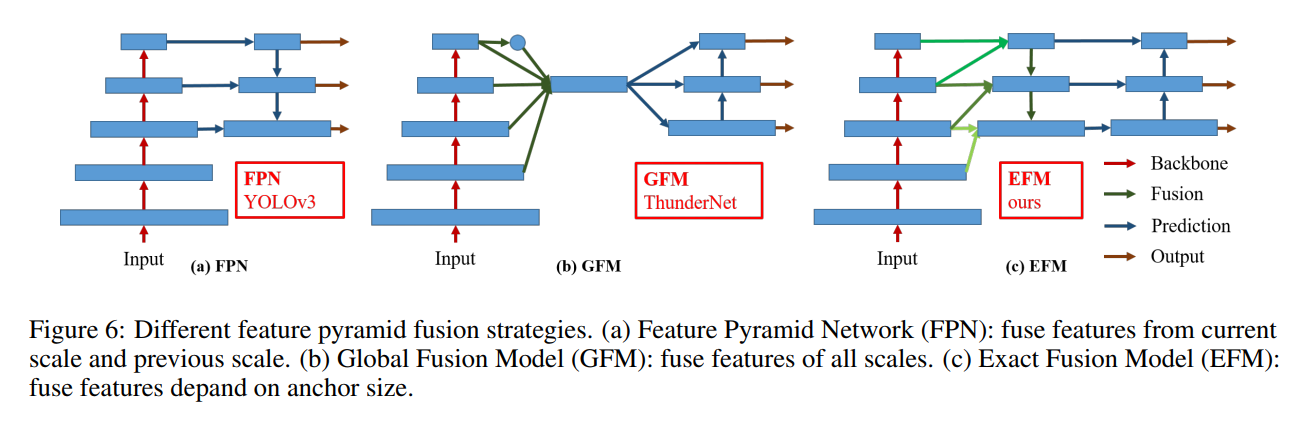 FPN
YOLOv3
Input
(a) FPN
GFM
ThunderNet
Input
(b) GFM
EFM
ours
Input
(c) EFM
Backbone
Fusion
Prediction
Output
Figure 6: Different feature pyramid fusion strategies. (a) Feature Pyramid Network (FPN): fuse features from current
scale and previous scale. (b) Global Fusion Model (GFM): fuse features of all scales. (c) Exact Fusion Model (EFM):
fuse features depand on anchor size.